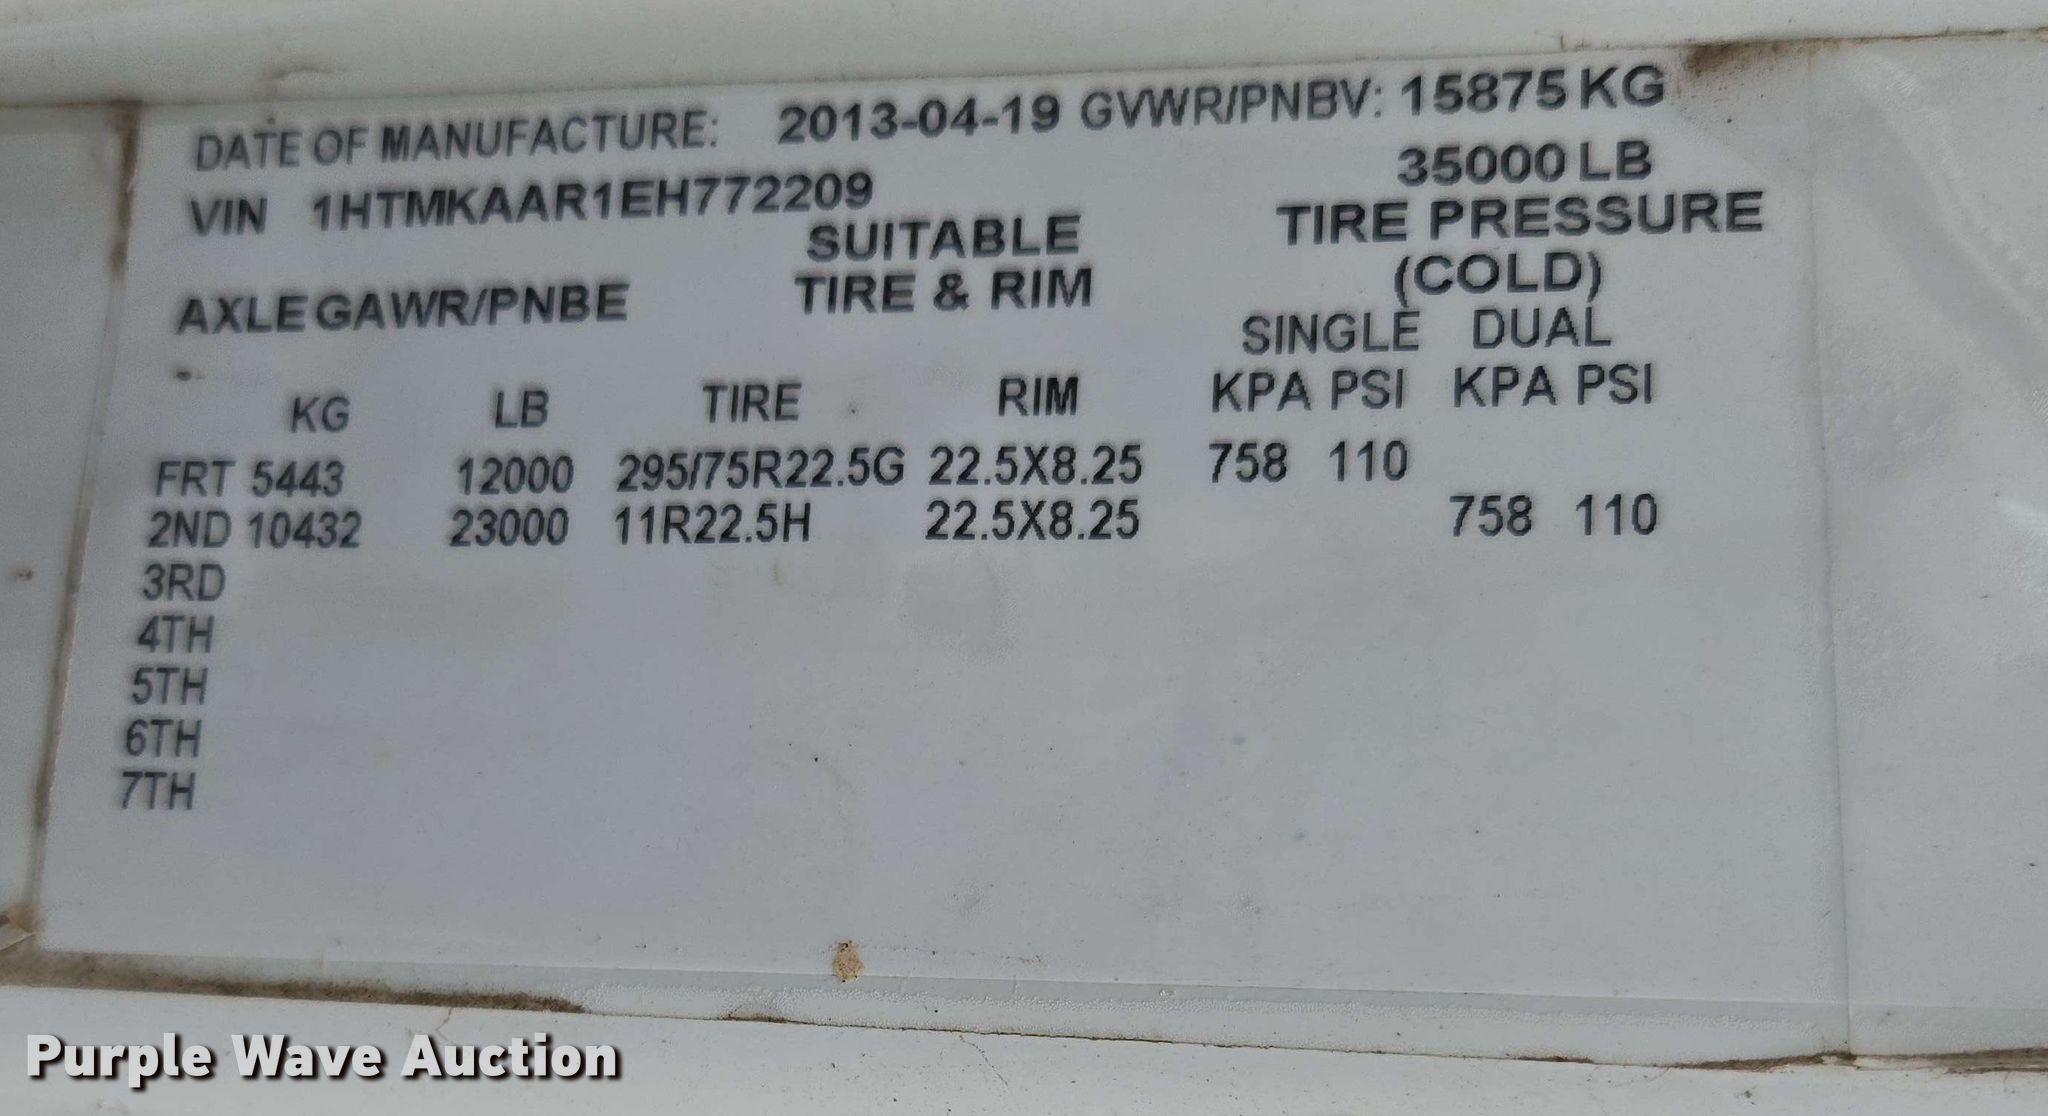 DATE OF MANUFACTURE: 2013-04-19 GVWR/PNBV: 15875 KG
35000 LB
VIN 1HTMKAAR1EH772209
SUITABLE TIRE PRESSURE
AXLE GAWR/PNBE TIRE & RIM (COLD)
SINGLE DUAL
KG LB TIRE RIM KPA PSI KPA PSI
FRT 5443 12000 295/75R22.5G 22.5X8.25 758 110
2ND 10432 23000 11R22.5H 22.5X8.25 758 110
3RD
4TH
5TH
6TH
7TH
Purple Wave Auction